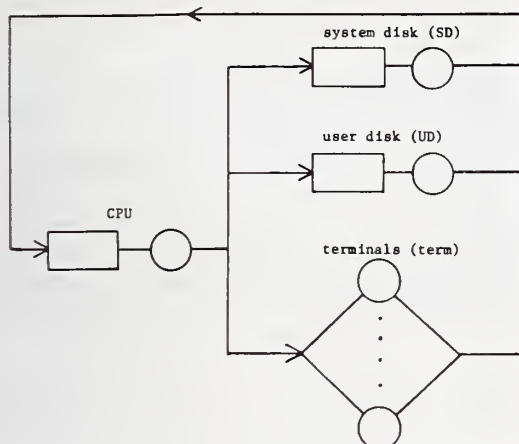 system disk (SD)
user disk (UD)
CPU
terminals (term)